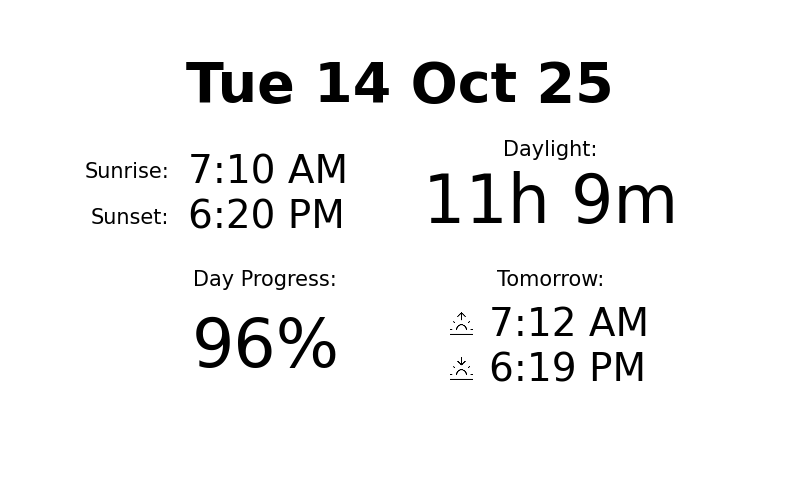 Tue 14 Oct 25
Sunrise: 7:10 AM
Sunset: 6:20 PM
Daylight:
11h 9m
Day Progress:
96%
Tomorrow:
7:12 AM
6:19 PM